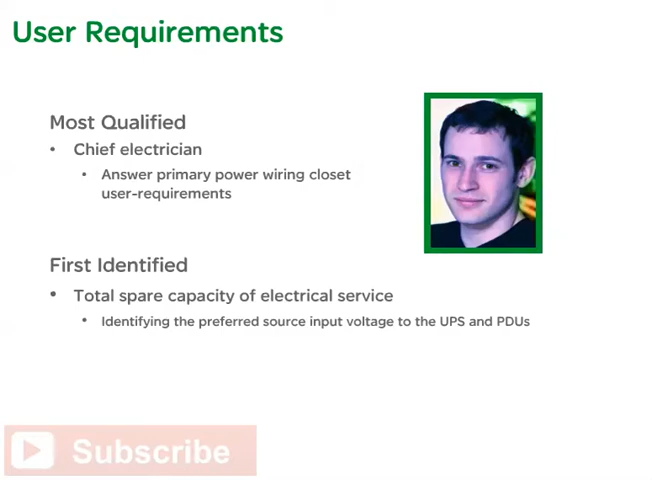 User Requirements
Most Qualified
• Chief electrician
• Answer primary power wiring closet
user-requirements
First Identified
• Total spare capacity of electrical service
• Identifying the preferred source input voltage to the UPS and PDUs
Subscribe